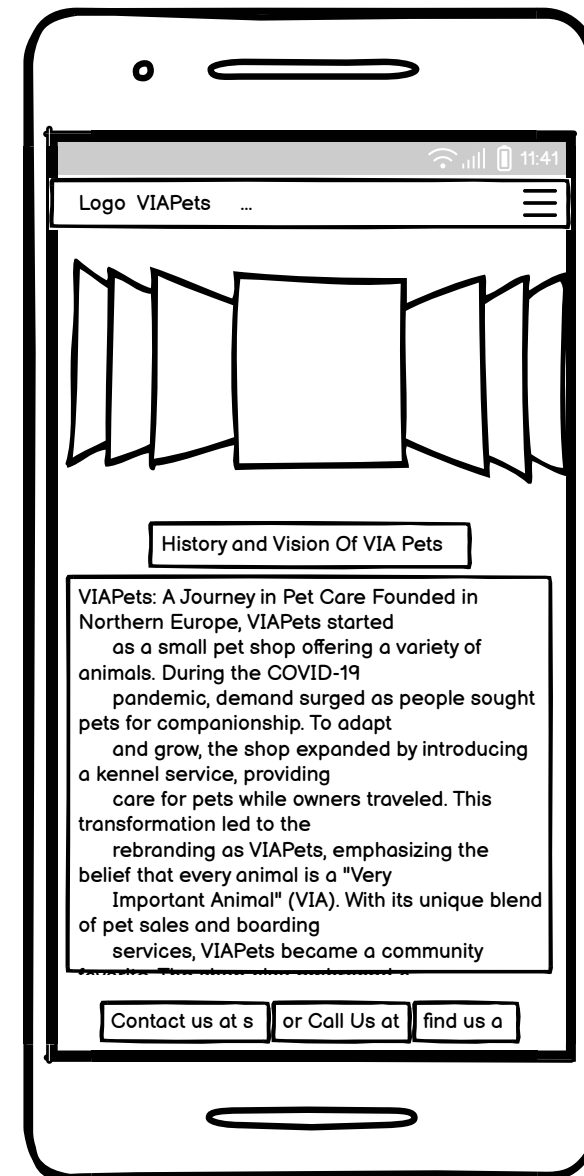 11:41
Logo VIAPets ...
History and Vision Of VIA Pets
VIAPets: A Journey in Pet Care Founded in
Northern Europe, VIAPets started
as a small pet shop offering a variety of
animals. During the COVID-19
pandemic, demand surged as people sought
pets for companionship. To adapt
and grow, the shop expanded by introducing
a kennel service, providing
care for pets while owners traveled. This
transformation led to the
rebranding as VIAPets, emphasizing the
belief that every animal is a "Very
Important Animal" (VIA). With its unique blend
of pet sales and boarding
services, VIAPets became a community
Contact us at s or Call Us at find us a